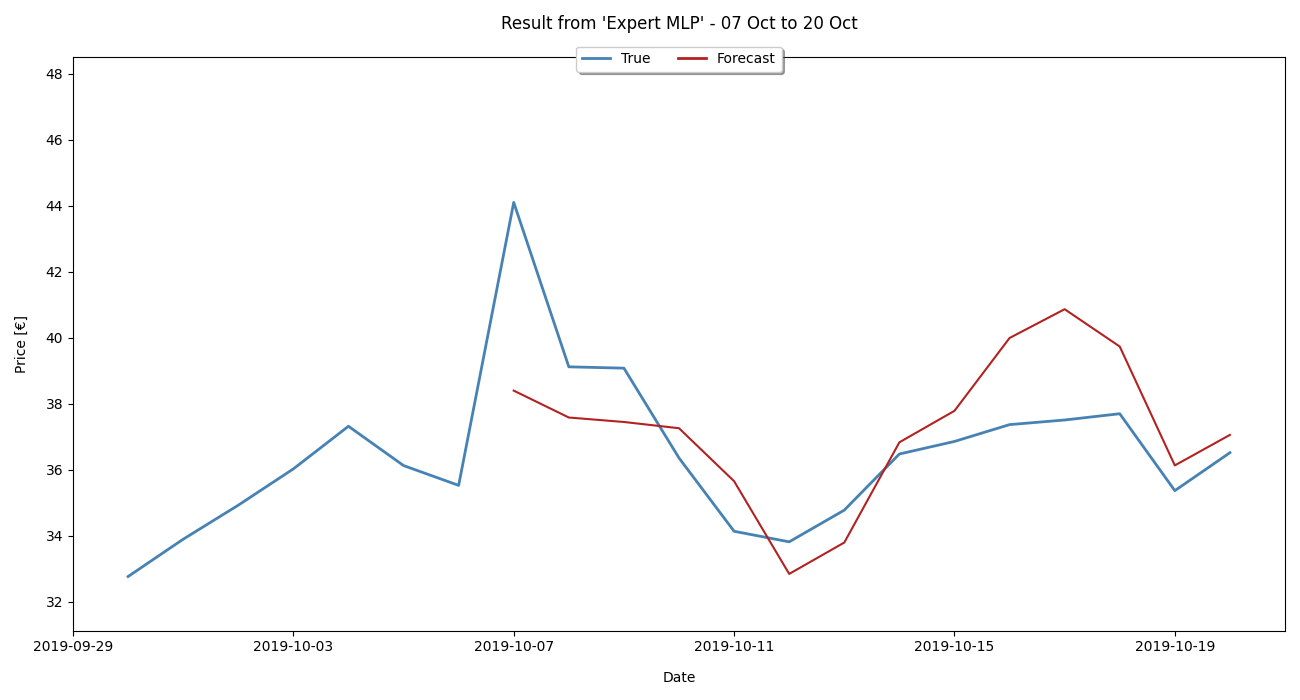 Result from 'Expert MLP' - 07 Oct to 20 Oct
True Forecast
48
46
44
42
40
38
36
34
32
Price [€]
2019-09-29 2019-10-03 2019-10-07 2019-10-11 2019-10-15 2019-10-19
Date